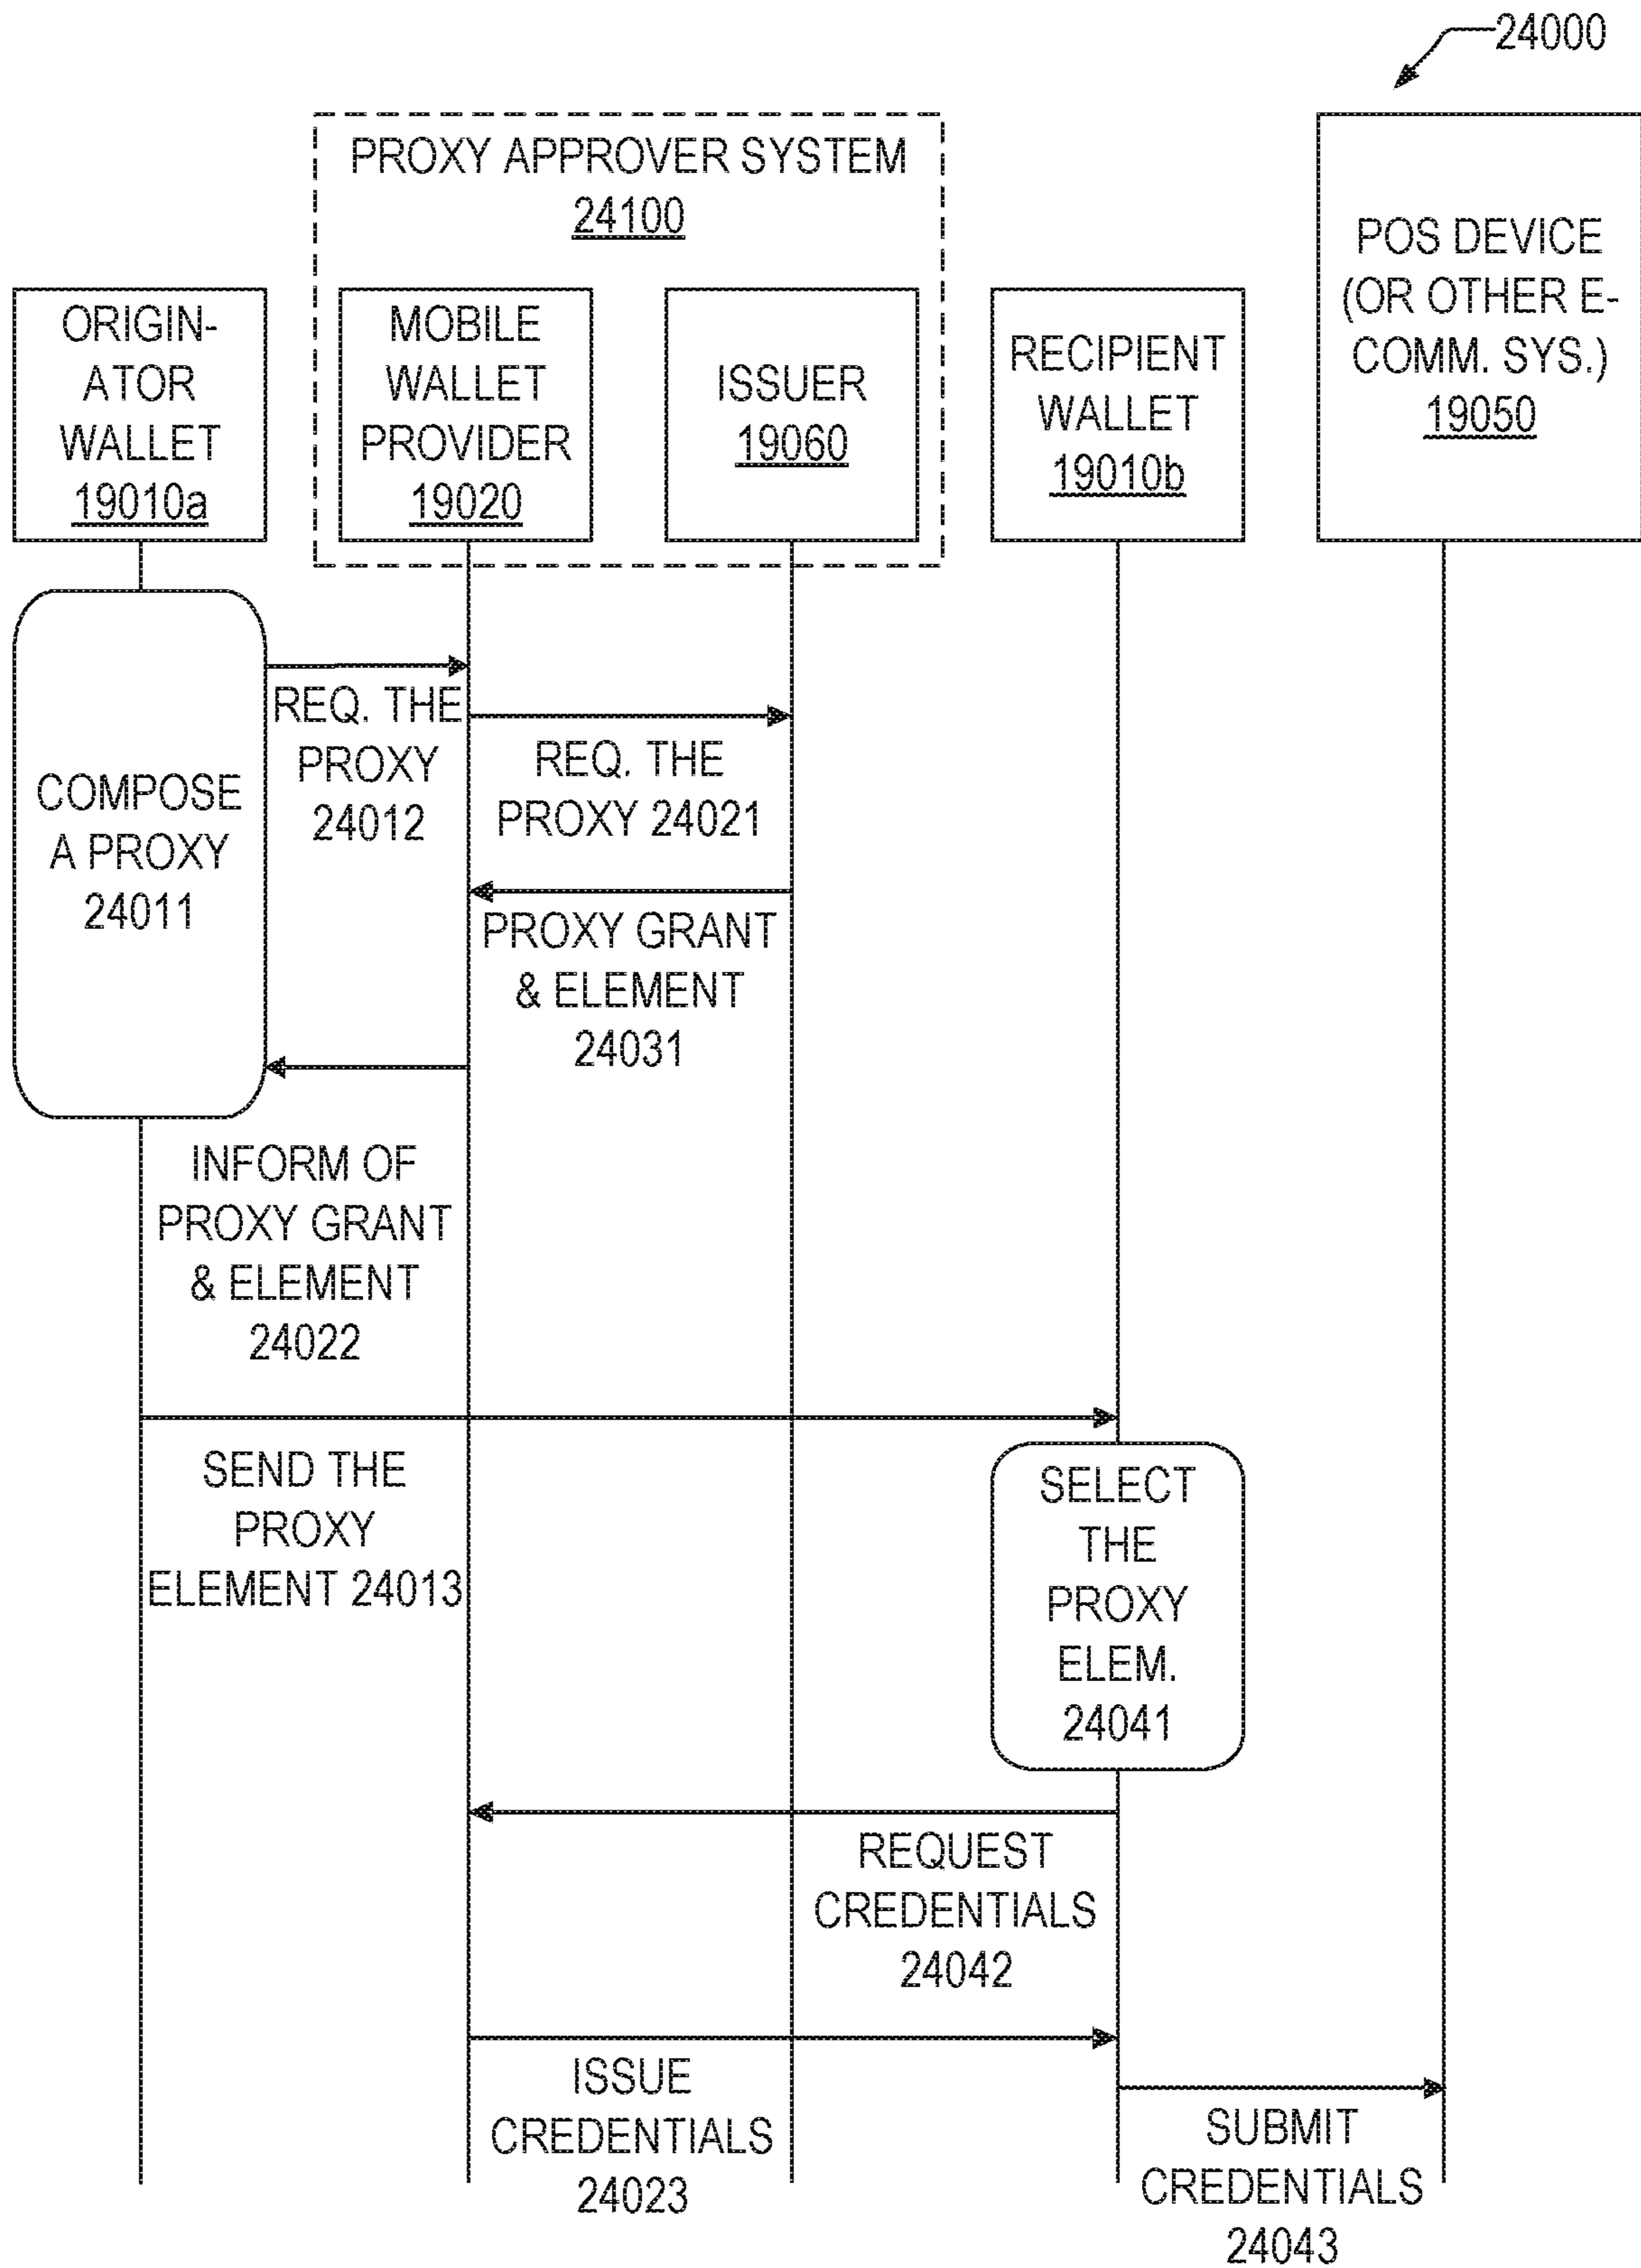 24000
PROXY APPROVER SYSTEM
24100
ORIGIN-
ATOR
WALLET
19010a
MOBILE
WALLET
PROVIDER
19020
ISSUER
19060
RECIPIENT
WALLET
19010b
POS DEVICE
(OR OTHER E-
COMM. SYS.)
19050
COMPOSE
A PROXY
24011
REQ. THE
PROXY
24012
REQ. THE
PROXY 24021
PROXY GRANT
& ELEMENT
24031
INFORM OF
PROXY GRANT
& ELEMENT
24022
SEND THE
PROXY
ELEMENT 24013
SELECT
THE
PROXY
ELEM.
24041
REQUEST
CREDENTIALS
24042
ISSUE
CREDENTIALS
24023
SUBMIT
CREDENTIALS
24043